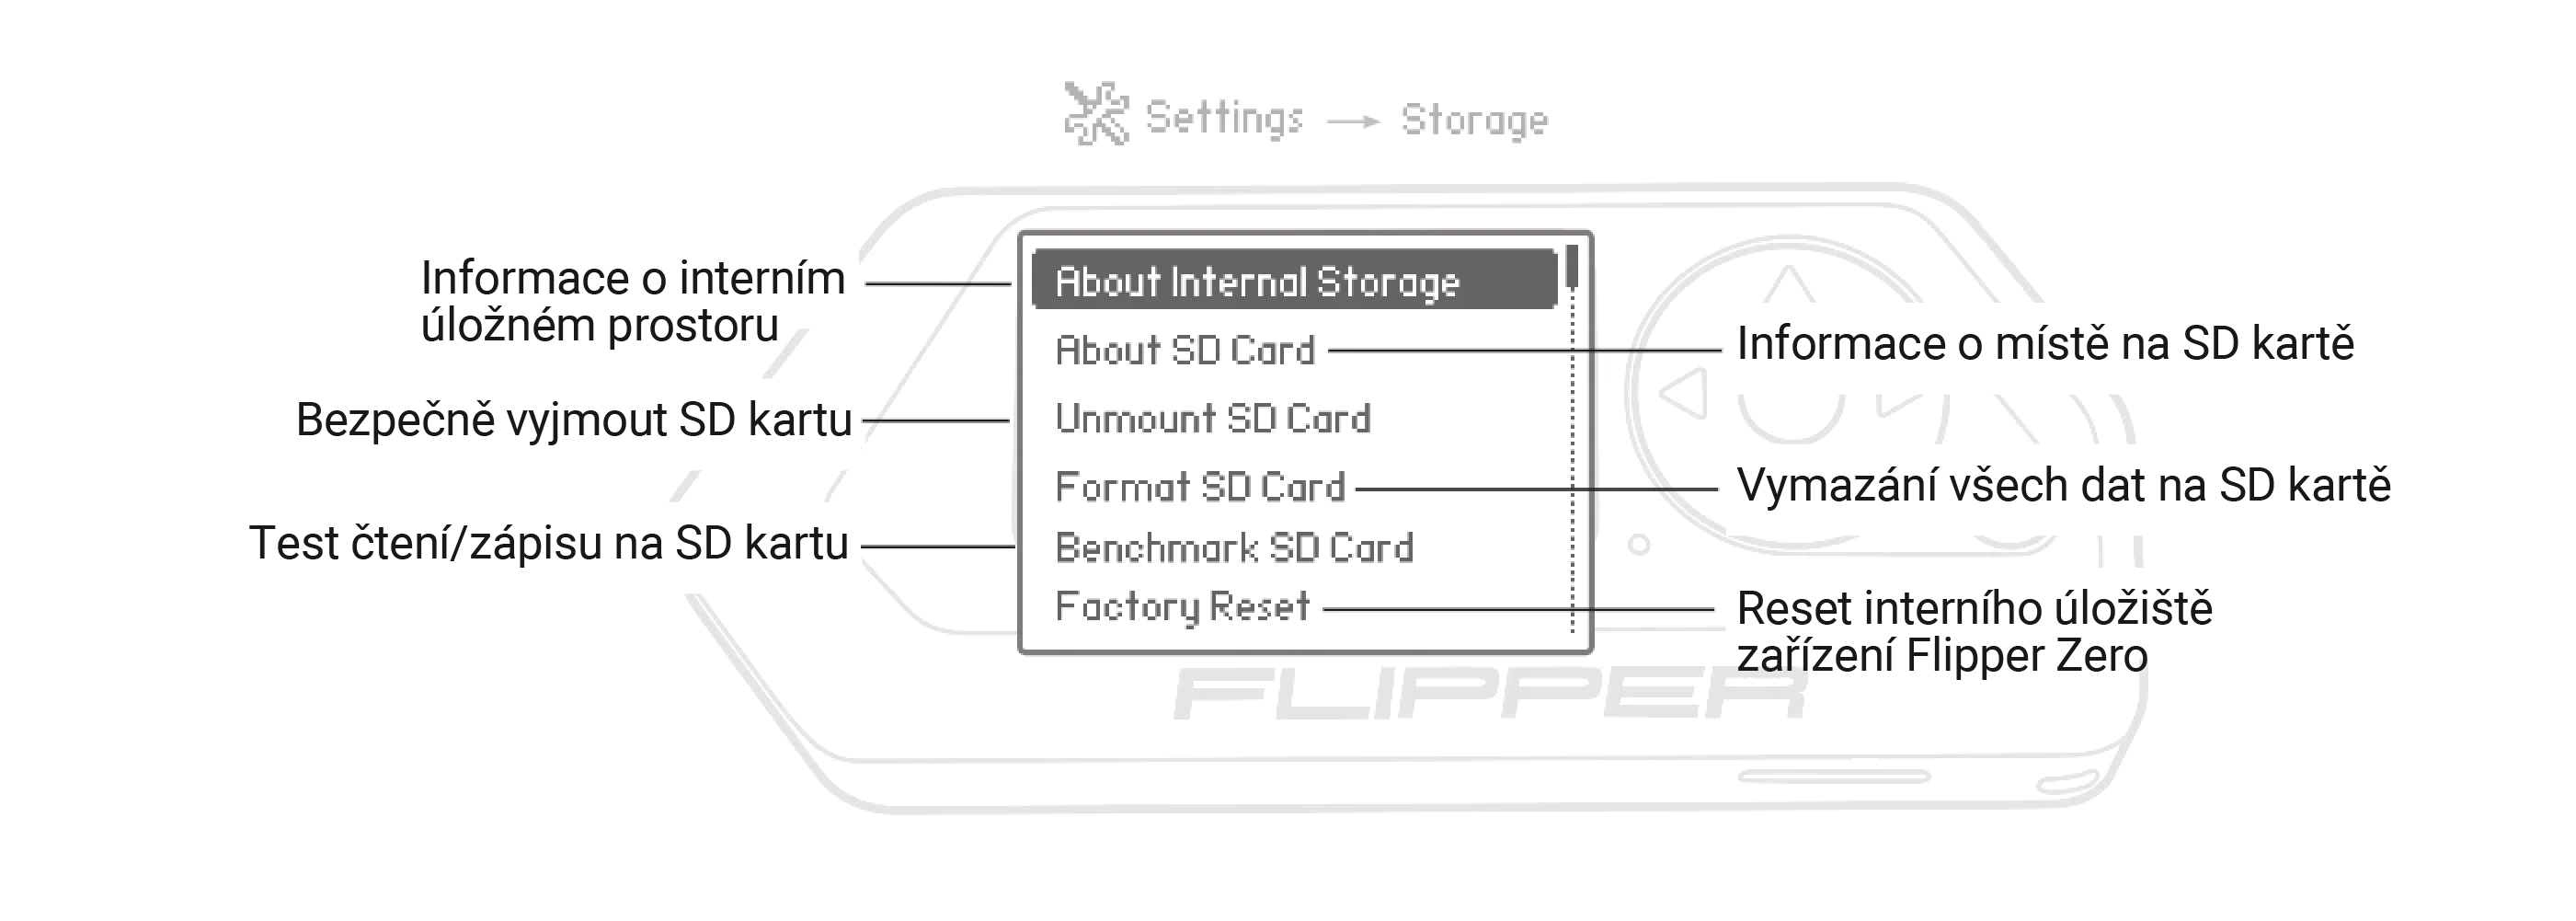 Settings → Storage
Informace o interním
úložném prostoru
Bezpečně vyjmout SD kartu
Test čtení/zápisu na SD kartu
About Internal Storage
About SD Card
Unmount SD Card
Format SD Card
Benchmark SD Card
Factory Reset
Informace o místě na SD kartě
Vymazání všech dat na SD kartě
Reset interního úložiště
zařízení Flipper Zero
FLIPPER